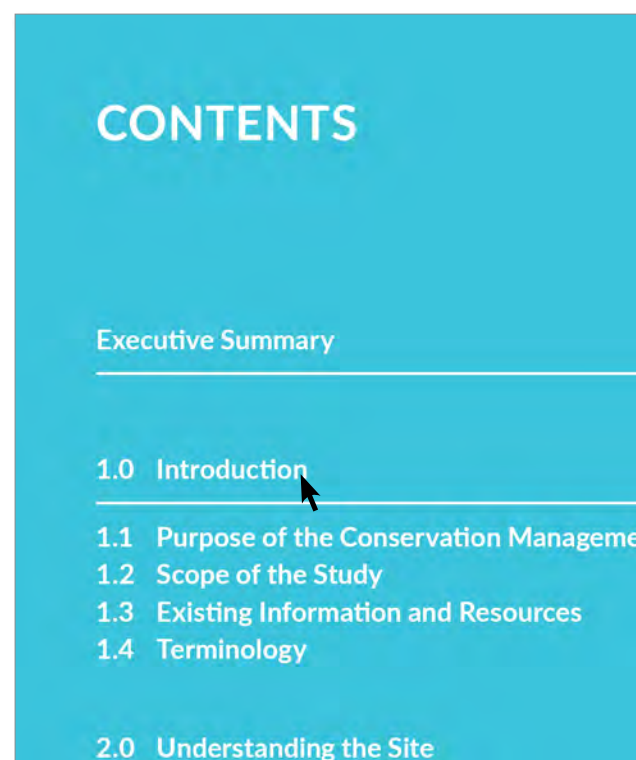 CONTENTS
Executive Summary
1.0 Introduction
1.1 Purpose of the Conservation
1.2 Scope of the Study
1.3 Existing Information and Resources
1.4 Terminology
2.0 Understanding the Site